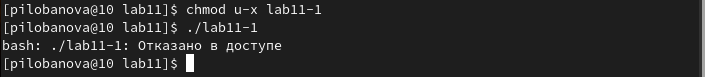 [pilobanova@10 lab11]$ chmod u-x lab11-1
[pilobanova@10 lab11]$ ./lab11-1
bash: ./lab11-1: Отказано в доступе
[pilobanova@10 lab11]$